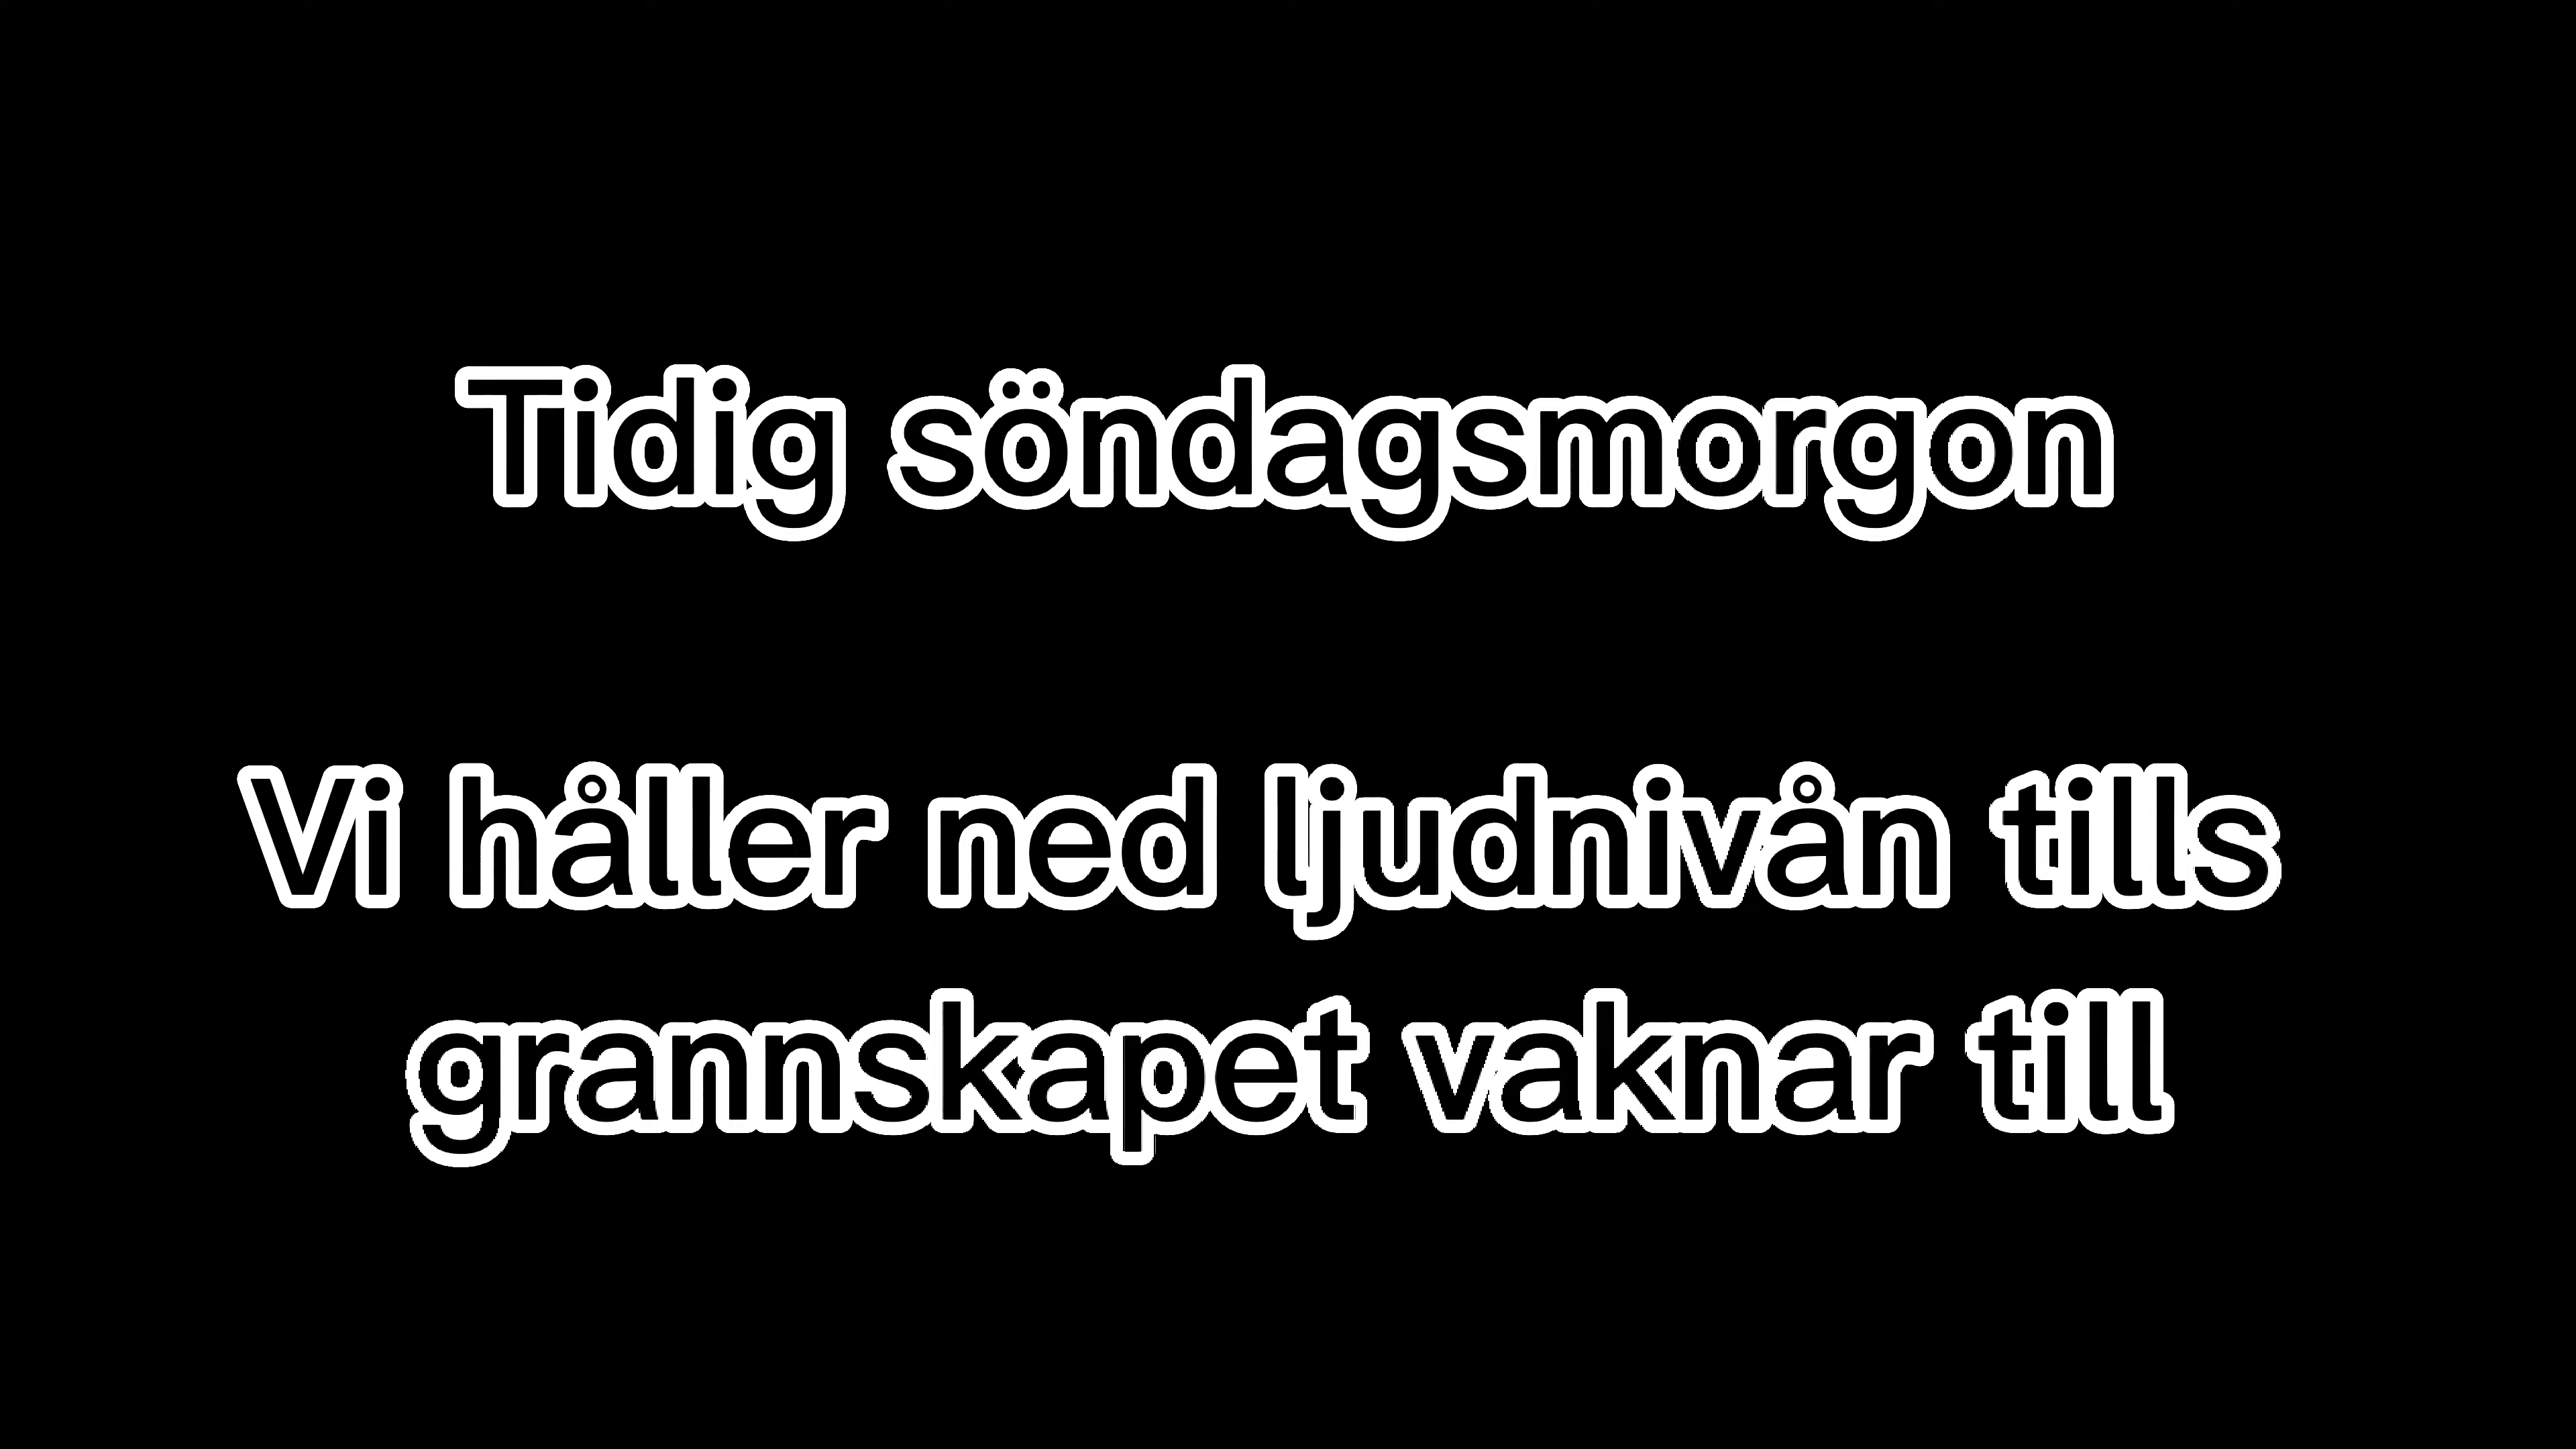 Tidig söndagsmorgon
Vi håller ned ljudnivån tills
grannskapet vaknar till